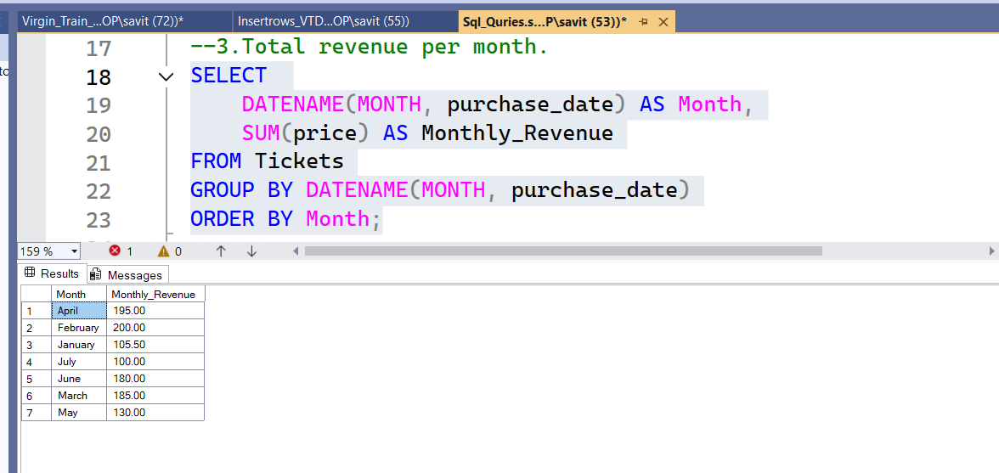 Virgin_Train_...OP\savit (72))* Insertrows_VTD...OP\savit (55)) Sql_Quries.s...P\savit (53))*
to
17 --3.Total revenue per month.
18 SELECT
19 DATENAME(MONTH, purchase_date) AS Month,
20 SUM(price) AS Monthly_Revenue
21 FROM Tickets
22 GROUP BY DATENAME(MONTH, purchase_date)
23 ORDER BY Month;
159 % 1 0
Results Messages
Month Monthly_Revenue
1 April 195.00
2 February 200.00
3 January 105.50
4 July 100.00
5 June 180.00
6 March 185.00
7 May 130.00